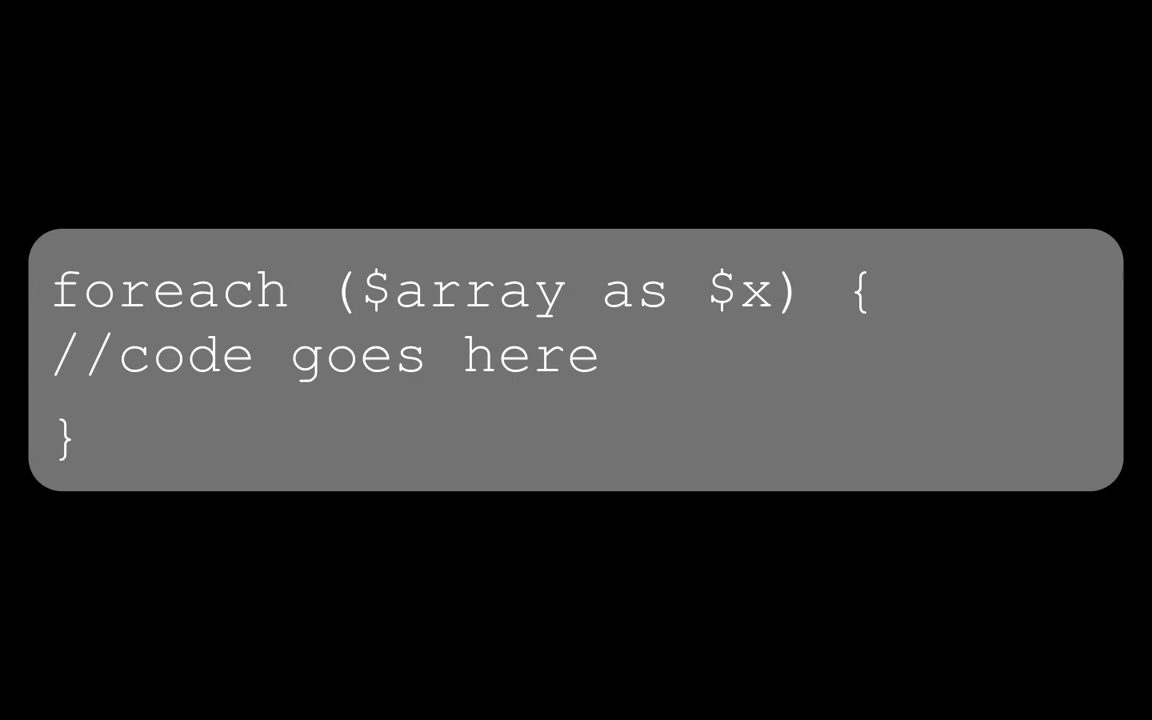 foreach ($array as $x) {
//code goes here
}